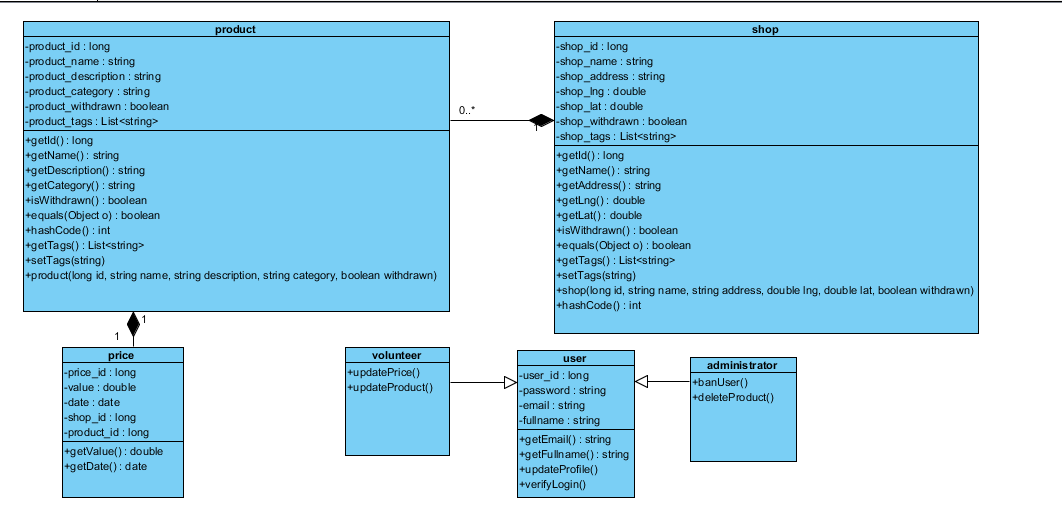 product
-product_id : long
-product_name : string
-product_description : string
-product_category : string
-product_withdrawn : boolean
-product_tags : List<string>
+getId() : long
+getName() : string
+getDescription() : string
+getCategory() : string
+isWithdrawn() : boolean
+equals(Object o) : boolean
+hashCode() : int
+getTags() : List<string>
+setTags(string)
+product(long id, string name, string description, string category, boolean withdrawn)
0..*
1
shop
-shop_id : long
-shop_name : string
-shop_address : string
-shop_lng : double
-shop_lat : double
-shop_withdrawn : boolean
-shop_tags : List<string>
+getId() : long
+getName() : string
+getAddress() : string
+getLng() : double
+getLat() : double
+isWithdrawn() : boolean
+equals(Object o) : boolean
+getTags() : List<string>
+setTags(string)
+shop(long id, string name, string address, double lng, double lat, boolean withdrawn)
+hashCode() : int
1
1
price
-price_id : long
-value : double
-date : date
-shop_id : long
-product_id : long
+getValue() : double
+getDate() : date
volunteer
+updatePrice()
+updateProduct()
user
-user_id : long
-password : string
-email : string
-fullname : string
+getEmail() : string
+getFullname() : string
+updateProfile()
+verifyLogin()
administrator
+banUser()
+deleteProduct()